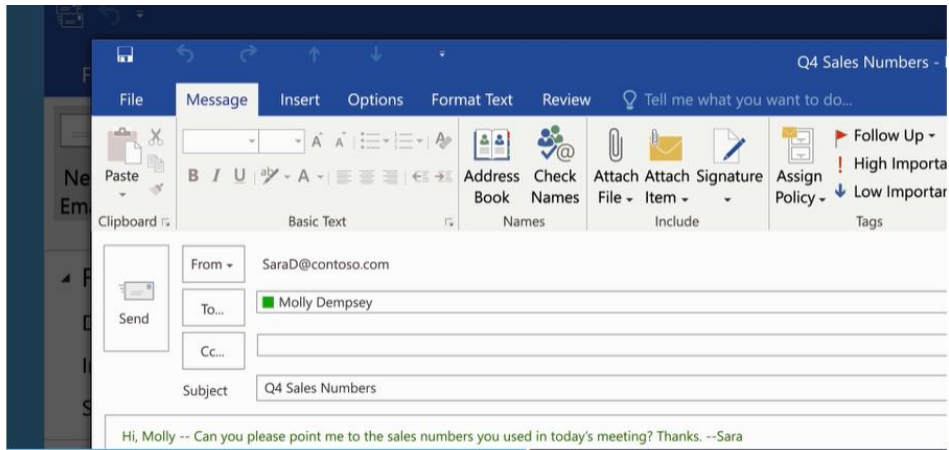 Q4 Sales Numbers -
File Message Insert Options Format Text Review Tell me what you want to do...
Paste
Clipboard
B I U
Basic Text
Address Book
Check Names
Names
Attach File
Attach Item
Signature
Include
Assign Policy
Follow Up
High Importa
Low Importan
Tags
Ne
Em
Send
From
SaraD@contoso.com
To...
Molly Dempsey
Cc...
Subject
Q4 Sales Numbers
Hi, Molly -- Can you please point me to the sales numbers you used in today's meeting? Thanks. --Sara